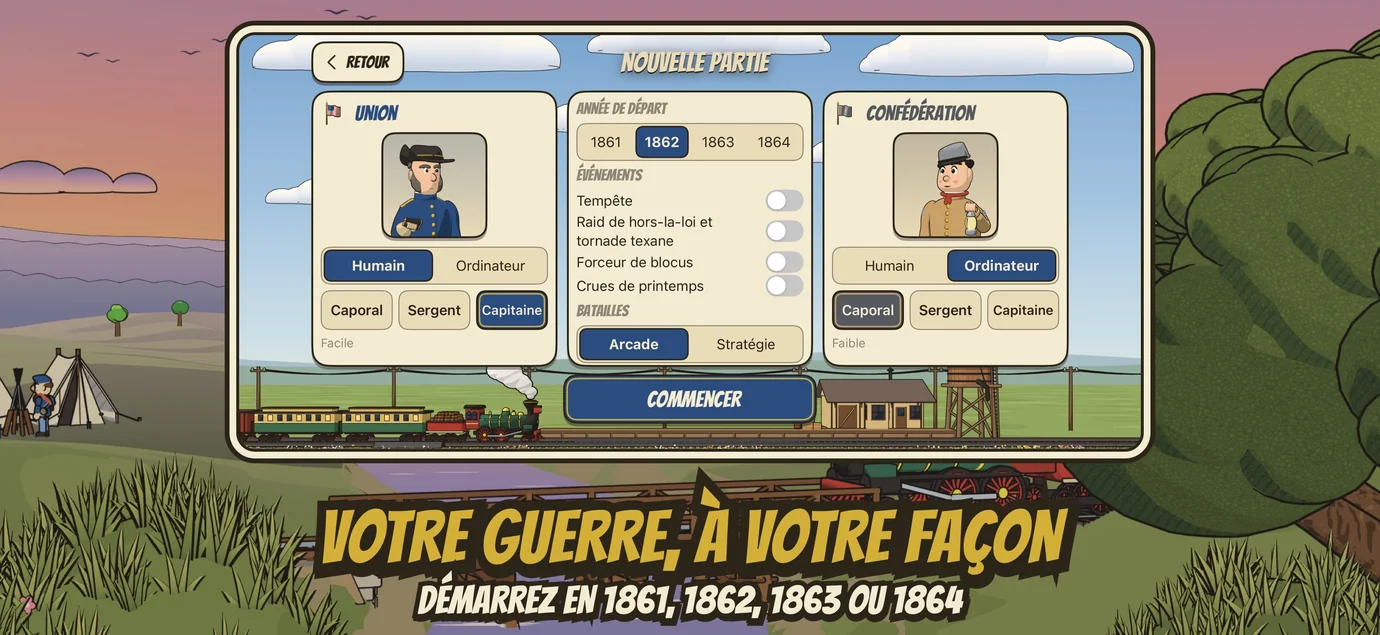 RETOUR
NOUVELLE PARTIE
UNION
Humain
Ordinateur
Caporal
Sergent
Capitaine
Facile
ANNÉE DE DÉPART
1861
1862
1863
1864
ÉVÉNEMENTS
Tempête
Raid de hors-la-loi et
tornade texane
Forceur de blocus
Crues de printemps
BATAILLES
Arcade
Stratégie
CONFÉDÉRATION
Humain
Ordinateur
Caporal
Sergent
Capitaine
Faible
COMMENCER
VOTRE GUERRE, À VOTRE FAÇON
DÉMARREZ EN 1861, 1862, 1863 OU 1864